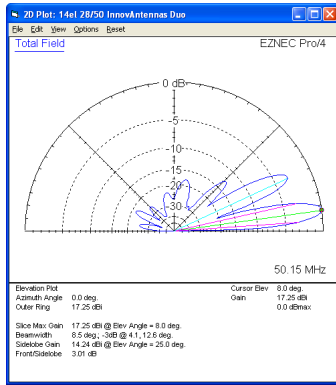 2D Plot: 14el 28/50 InnovAntennas Duo
File Edit View Options Reset
Total Field EZNEC Pro/4
0 dB
-5
-10
-15
-20
-30
50.15 MHz
Elevation Plot Cursor Elev 8.0 deg.
Azimuth Angle 0.0 deg. Gain 17.25 dBi
Outer Ring 17.25 dBi 0.0 dBmax
Slice Max Gain 17.25 dBi @ Elev Angle = 8.0 deg.
Beamwidth 8.5 deg.; -3dB @ 4.1, 12.6 deg.
Sidelobe Gain 14.24 dBi @ Elev Angle = 25.0 deg.
Front/Sidelobe 3.01 dB